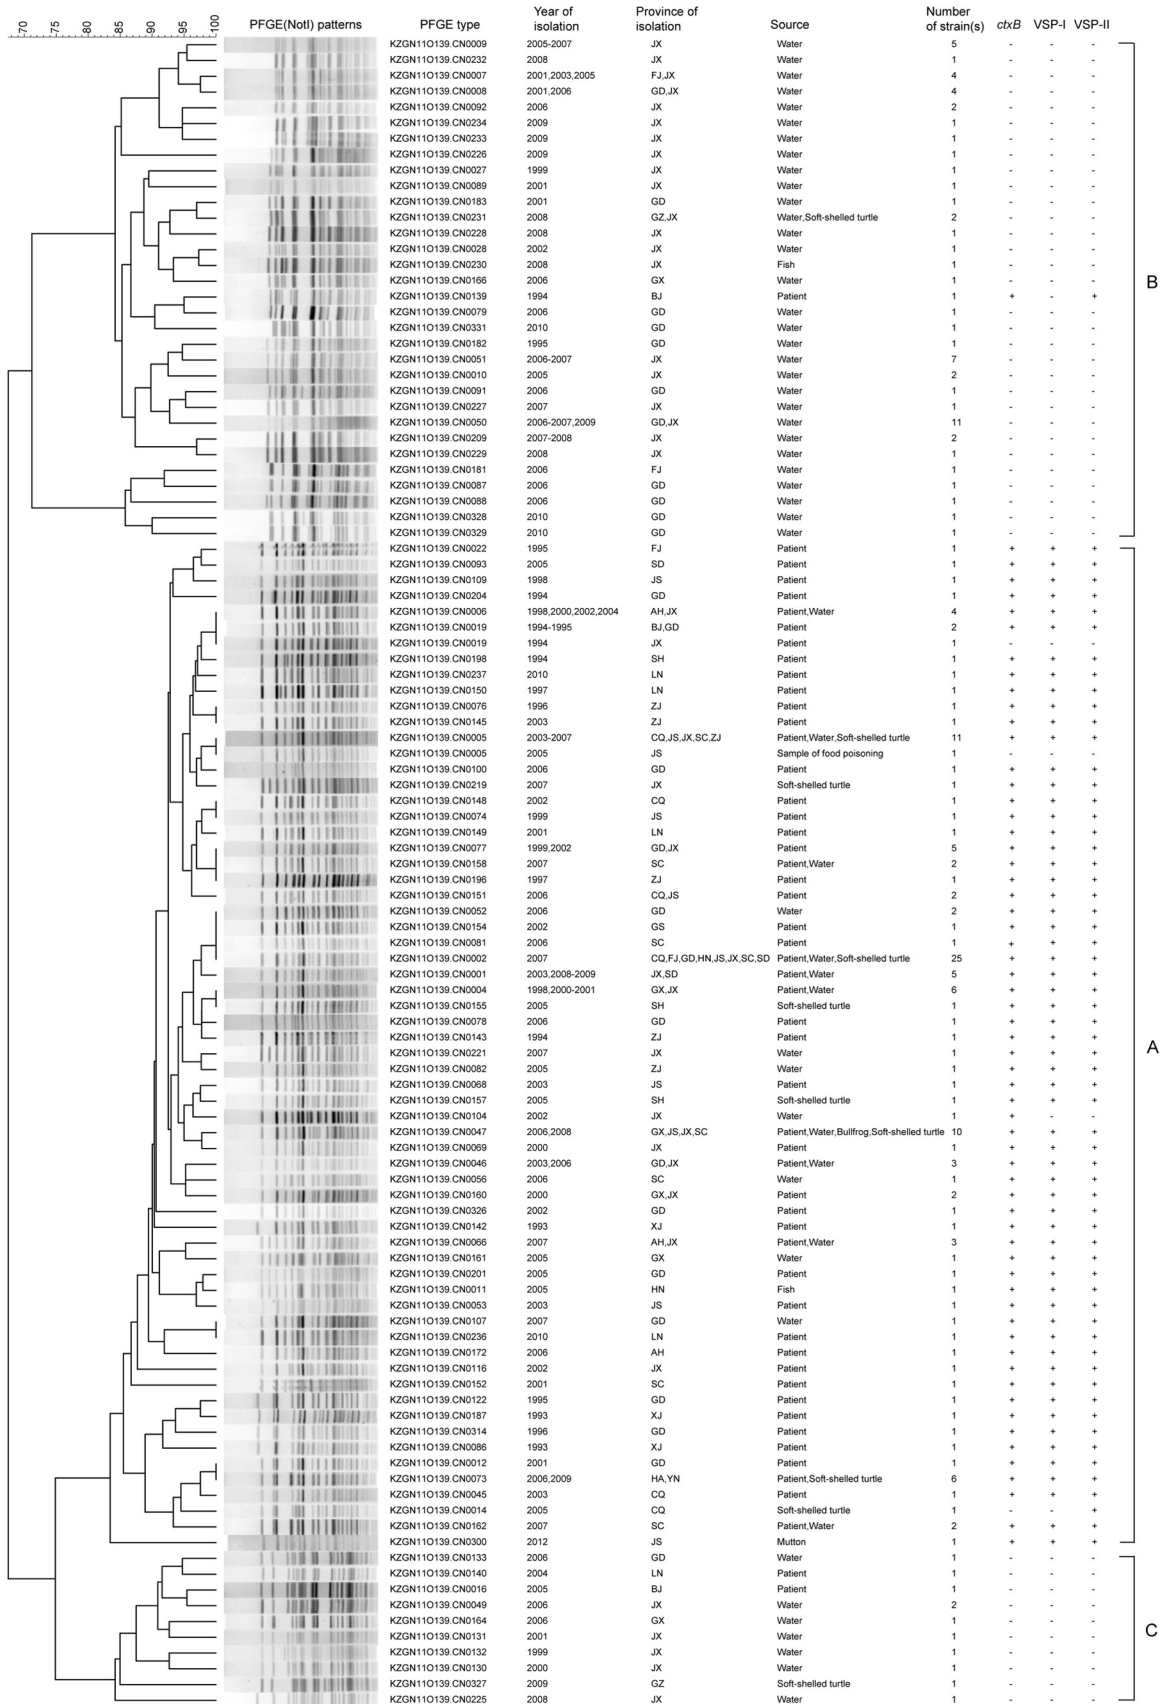 70 75 80 85 90 95 100 PFGE(NotI) patterns PFGE type Year of isolation Province of isolation Source Number of strain(s) ctxB VSP-I VSP-II
KZGN11O139.CN0009 2005-2007 JX Water 5 - - -
KZGN11O139.CN0232 2008 JX Water 1 - - -
KZGN11O139.CN0007 2001,2003,2005 FJ,JX Water 4 - - -
KZGN11O139.CN0008 2001,2006 GD,JX Water 4 - - -
KZGN11O139.CN0092 2006 JX Water 2 - - -
KZGN11O139.CN0234 2009 JX Water 1 - - -
KZGN11O139.CN0233 2009 JX Water 1 - - -
KZGN11O139.CN0226 2009 JX Water 1 - - -
KZGN11O139.CN0027 1999 JX Water 1 - - -
KZGN11O139.CN0089 2001 JX Water 1 - - -
KZGN11O139.CN0183 2001 GD Water 1 - - -
KZGN11O139.CN0231 2008 GZ,JX Water,Soft-shelled turtle 2 - - -
KZGN11O139.CN0228 2008 JX Water 1 - - -
KZGN11O139.CN0028 2002 JX Water 1 - - -
KZGN11O139.CN0230 2008 JX Fish 1 - - -
KZGN11O139.CN0166 2006 GX Water 1 - - -
B
KZGN11O139.CN0139 1994 BJ Patient 1 + - +
KZGN11O139.CN0079 2006 GD Water 1 - - -
KZGN11O139.CN0331 2010 GD Water 1 - - -
KZGN11O139.CN0182 1995 GD Water 1 - - -
KZGN11O139.CN0051 2006-2007 JX Water 7 - - -
KZGN11O139.CN0010 2005 JX Water 2 - - -
KZGN11O139.CN0091 2006 GD Water 1 - - -
KZGN11O139.CN0227 2007 JX Water 1 - - -
KZGN11O139.CN0050 2006-2007,2009 GD,JX Water 11 - - -
KZGN11O139.CN0209 2007-2008 JX Water 2 - - -
KZGN11O139.CN0229 2008 JX Water 1 - - -
KZGN11O139.CN0181 2006 FJ Water 1 - - -
KZGN11O139.CN0087 2006 GD Water 1 - - -
KZGN11O139.CN0088 2006 GD Water 1 - - -
KZGN11O139.CN0328 2010 GD Water 1 - - -
KZGN11O139.CN0329 2010 GD Water 1 - - -
KZGN11O139.CN0022 1995 FJ Patient 1 + + +
KZGN11O139.CN0093 2005 SD Patient 1 + + +
KZGN11O139.CN0109 1998 JS Patient 1 + + +
KZGN11O139.CN0204 1994 GD Patient 1 + + +
KZGN11O139.CN0006 1998,2000,2002,2004 AH,JX Patient,Water 4 + + +
KZGN11O139.CN0019 1994-1995 BJ,GD Patient 2 + + +
KZGN11O139.CN0019 1994 JX Patient 1 - - -
KZGN11O139.CN0198 1994 SH Patient 1 + + +
KZGN11O139.CN0237 2010 LN Patient 1 + + +
KZGN11O139.CN0150 1997 LN Patient 1 + + +
KZGN11O139.CN0076 1996 ZJ Patient 1 + + +
KZGN11O139.CN0145 2003 ZJ Patient 1 + + +
KZGN11O139.CN0005 2003-2007 CQ,JS,JX,SC,ZJ Patient,Water,Soft-shelled turtle 11 + + +
KZGN11O139.CN0005 2005 JS Sample of food poisoning 1 - - -
KZGN11O139.CN0100 2006 GD Patient 1 + + +
KZGN11O139.CN0219 2007 JX Soft-shelled turtle 1 + + +
KZGN11O139.CN0148 2002 CQ Patient 1 + + +
KZGN11O139.CN0074 1999 JS Patient 1 + + +
KZGN11O139.CN0149 2001 LN Patient 1 + + +
KZGN11O139.CN0077 1999,2002 GD,JX Patient 5 + + +
KZGN11O139.CN0158 2007 SC Patient,Water 2 + + +
KZGN11O139.CN0196 1997 ZJ Patient 1 + + +
KZGN11O139.CN0151 2006 CQ,JS Patient 2 + + +
KZGN11O139.CN0052 2006 GD Water 2 + + +
KZGN11O139.CN0154 2002 GS Patient 1 + + +
KZGN11O139.CN0081 2006 SC Patient 1 + + +
KZGN11O139.CN0002 2007 CQ,FJ,GD,HN,JS,JX,SC,SD Patient,Water,Soft-shelled turtle 25 + + +
KZGN11O139.CN0001 2003,2008-2009 JX,SD Patient,Water 5 + + +
KZGN11O139.CN0004 1998,2000-2001 GX,JX Patient,Water 6 + + +
KZGN11O139.CN0155 2005 SH Soft-shelled turtle 1 + + +
KZGN11O139.CN0078 2006 GD Patient 1 + + +
KZGN11O139.CN0143 1994 ZJ Patient 1 + + +
A
KZGN11O139.CN0221 2007 JX Water 1 + + +
KZGN11O139.CN0082 2005 ZJ Water 1 + + +
KZGN11O139.CN0068 2003 JS Patient 1 + + +
KZGN11O139.CN0157 2005 SH Soft-shelled turtle 1 + + +
KZGN11O139.CN0104 2002 JX Water 1 + - -
KZGN11O139.CN0047 2006,2008 GX,JS,JX,SC Patient,Water,Bullfrog,Soft-shelled turtle 10 + + +
KZGN11O139.CN0069 2000 JX Patient 1 + + +
KZGN11O139.CN0046 2003,2006 GD,JX Patient,Water 3 + + +
KZGN11O139.CN0056 2006 SC Water 1 + + +
KZGN11O139.CN0160 2000 GX,JX Patient 2 + + +
KZGN11O139.CN0326 2002 GD Patient 1 + + +
KZGN11O139.CN0142 1993 XJ Patient 1 + + +
KZGN11O139.CN0066 2007 AH,JX Patient,Water 3 + + +
KZGN11O139.CN0161 2005 GX Water 1 + + +
KZGN11O139.CN0201 2005 GD Patient 1 + + +
KZGN11O139.CN0011 2005 HN Fish 1 + + +
KZGN11O139.CN0053 2003 JS Patient 1 + + +
KZGN11O139.CN0107 2007 GD Water 1 + + +
KZGN11O139.CN0236 2010 LN Patient 1 + + +
KZGN11O139.CN0172 2006 AH Patient 1 + + +
KZGN11O139.CN0116 2002 JX Patient 1 + + +
KZGN11O139.CN0152 2001 SC Patient 1 + + +
KZGN11O139.CN0122 1995 GD Patient 1 + + +
KZGN11O139.CN0187 1993 XJ Patient 1 + + +
KZGN11O139.CN0314 1996 GD Patient 1 + + +
KZGN11O139.CN0086 1993 XJ Patient 1 + + +
KZGN11O139.CN0012 2001 GD Patient 1 + + +
KZGN11O139.CN0073 2006,2009 HA,YN Patient,Soft-shelled turtle 6 + + +
KZGN11O139.CN0045 2003 CQ Patient 1 + + +
KZGN11O139.CN0014 2005 CQ Soft-shelled turtle 1 - - +
KZGN11O139.CN0162 2007 SC Patient,Water 2 + + +
KZGN11O139.CN0300 2012 JS Mutton 1 + + +
KZGN11O139.CN0133 2006 GD Water 1 - - -
KZGN11O139.CN0140 2004 LN Patient 1 - - -
KZGN11O139.CN0016 2005 BJ Patient 1 - - -
KZGN11O139.CN0049 2006 JX Water 2 - - -
KZGN11O139.CN0164 2006 GX Water 1 - - -
C
KZGN11O139.CN0131 2001 JX Water 1 - - -
KZGN11O139.CN0132 1999 JX Water 1 - - -
KZGN11O139.CN0130 2000 JX Water 1 - - -
KZGN11O139.CN0327 2009 GZ Soft-shelled turtle 1 - - -
KZGN11O139.CN0225 2008 JX Water 1 - - -